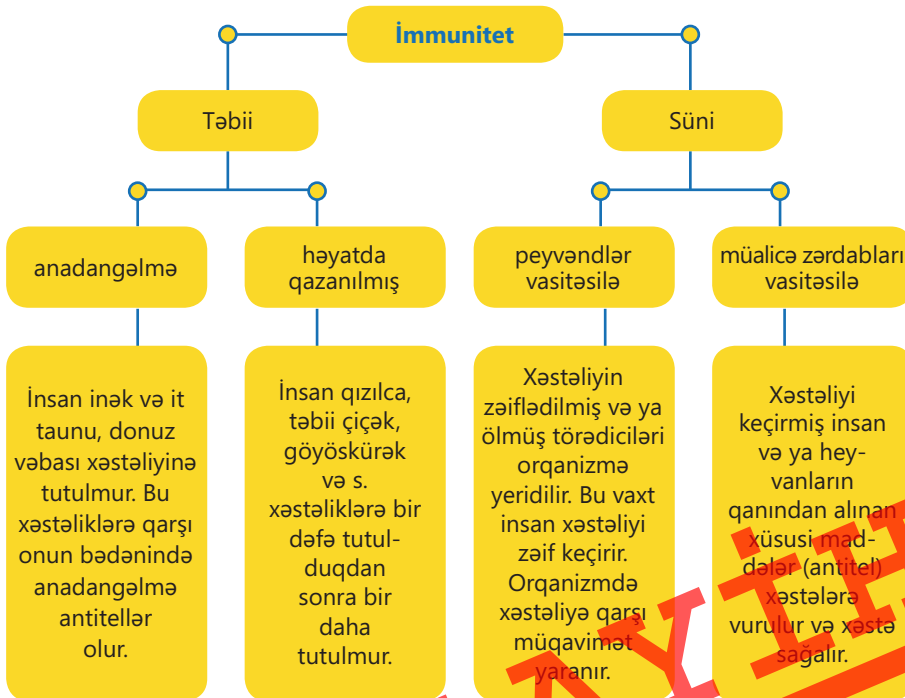 İmmunitet
Təbii
Süni
anadangəlmə
həyatda
qazanılmış
peyvəndlər
vasitəsilə
müalicə zərdabları
vasitəsilə
İnsan inək və it
taunu, donuz
vəbası xəstəliyinə
tutulmur. Bu
xəstəliklərə qarşı
onun bədənində
anadangəlmə
antitellər
olur.
İnsan qızılca,
təbii çiçək,
göyöskürək
və s.
xəstəliklərə bir
dəfə tutul-
duqdan
sonra bir
daha
tutulmur.
Xəstəliyin
zəiflədilmiş və ya
ölmüş törədiciləri
orqanizmə
yeridilir. Bu vaxt
insan xəstəliyi
zəif keçirir.
Orqanizmdə
xəstəliyə qarşı
müqavimət
yaranır.
Xəstəliyi
keçirmiş insan
və ya hey-
vanların
qanından alınan
xüsusi mad-
dələr (antitel)
xəstələrə
vurulur və xəstə
sağalır.